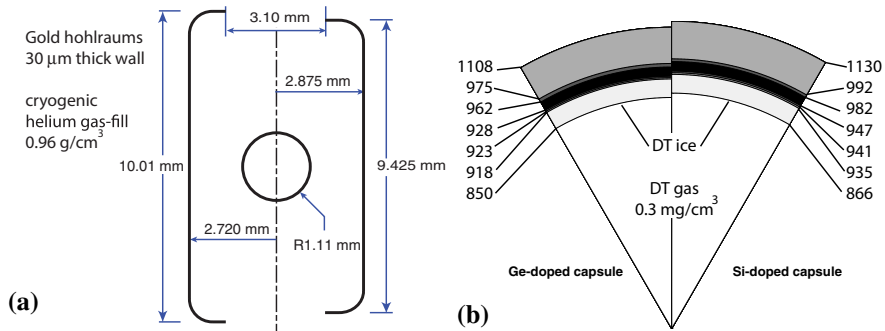 Gold hohlraums
30 μm thick wall
cryogenic
helium gas-fill
0.96 g/cm³
3.10 mm
2.875 mm
10.01 mm
9.425 mm
2.720 mm
R1.11 mm
(a)
1108
975
962
928
923
918
850
1130
992
982
947
941
935
866
DT ice
DT gas
0.3 mg/cm³
Ge-doped capsule
Si-doped capsule
(b)